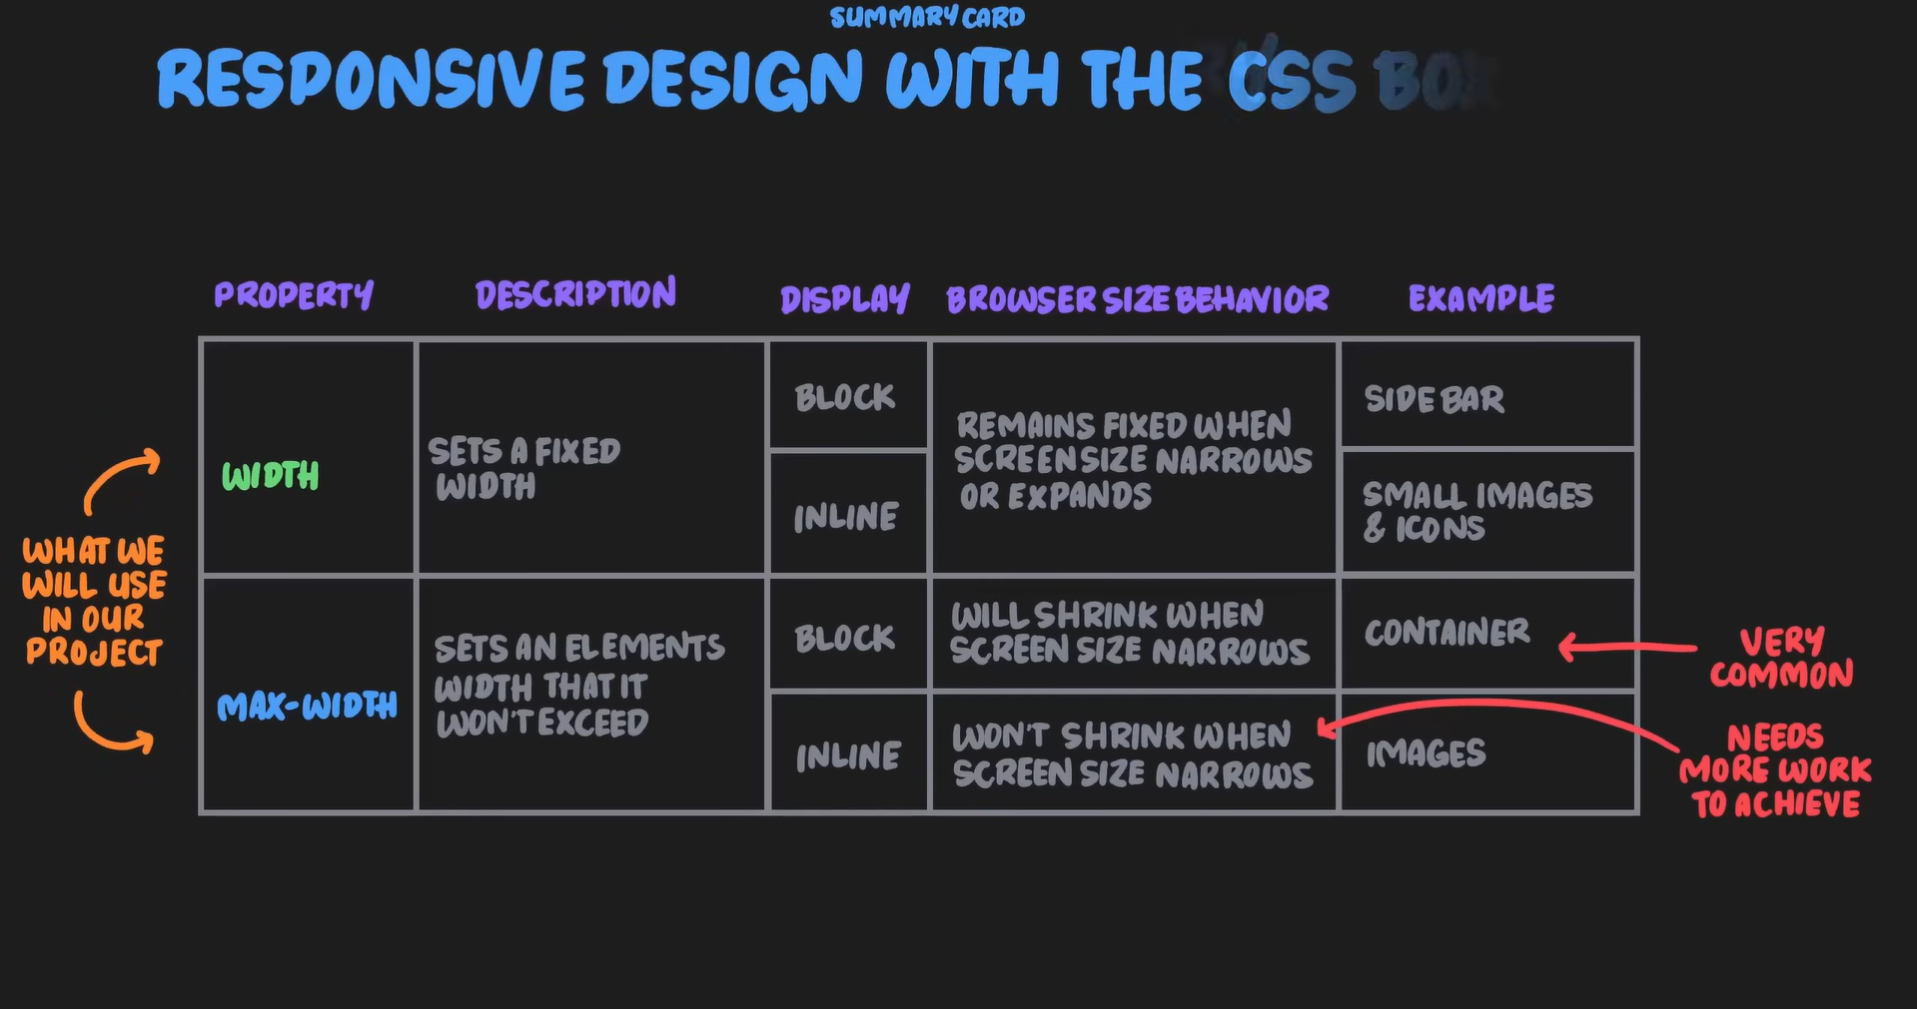 SUMMARY CARD
RESPONSIVE DESIGN WITH THE CSS BOX
PROPERTY DESCRIPTION DISPLAY BROWSER SIZE BEHAVIOR EXAMPLE
WIDTH
SETS A FIXED
WIDTH
BLOCK
INLINE
REMAINS FIXED WHEN
SCREEN SIZE NARROWS
OR EXPANDS
SIDEBAR
SMALL IMAGES
& ICONS
WHAT WE
WILL USE
IN OUR
PROJECT
MAX-WIDTH
SETS AN ELEMENTS
WIDTH THAT IT
WON'T EXCEED
BLOCK
WILL SHRINK WHEN
SCREEN SIZE NARROWS
CONTAINER
VERY
COMMON
INLINE
WON'T SHRINK WHEN
SCREEN SIZE NARROWS
IMAGES
NEEDS
MORE WORK
TO ACHIEVE